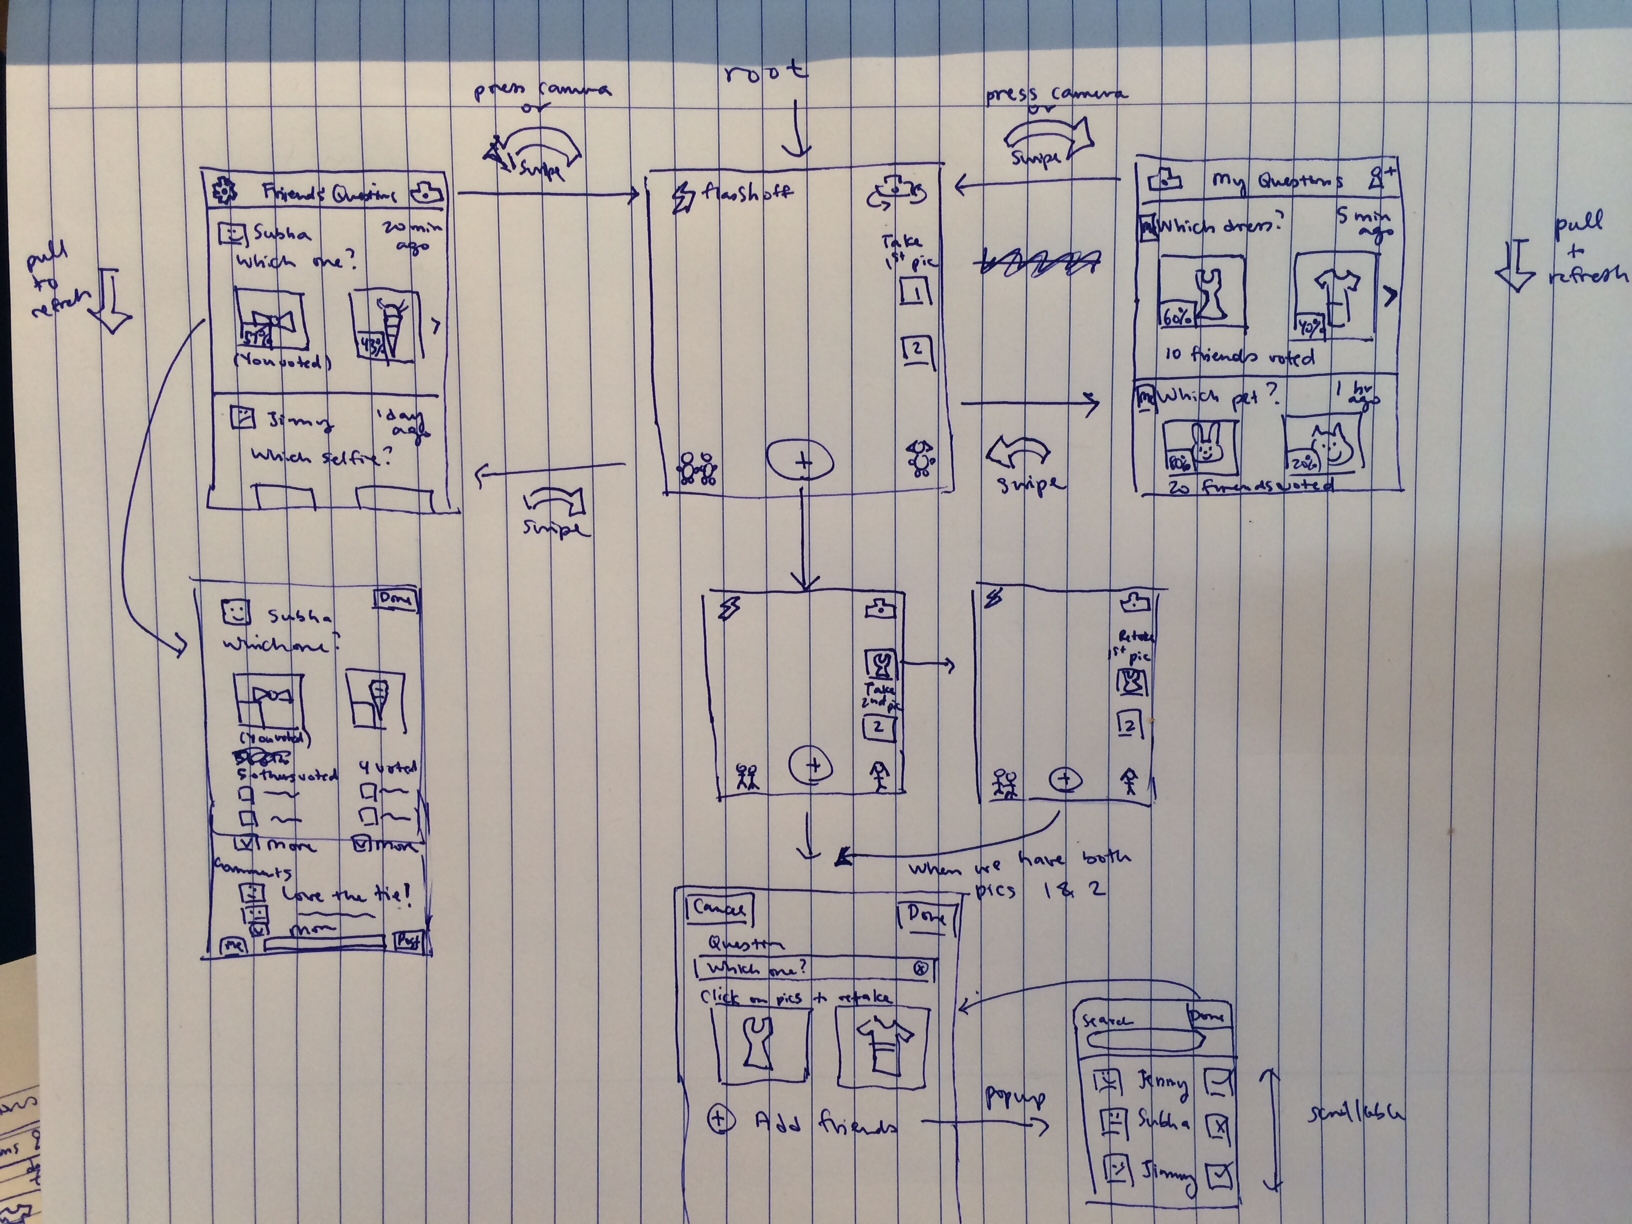 root
press camera
or
swipe
press camera
or
swipe
pull
to
refresh
pull
to
refresh
Friends' Questions
Subha
20 min
ago
Which one?
57%
43%
(You voted)
Jimmy
1 day
ago
Which selfie?
flash off
Take
1st pic
1
2
My Questions
me
Which dress?
5 min
ago
60%
40%
10 friends voted
me
Which pet?
1 hr
ago
80%
20%
20 friends voted
swipe
swipe
Done
Subha
Which one?
(You voted)
5 others voted
4 voted
more
more
Comments
Love the tie!
more
me
Post
Take
2nd pic
2
Retake
1st pic
2
when we have both
pics 1 & 2
Cancel
Done
Question
Which one?
Click on pics to retake
Add friends
popup
Search
Done
Jenny
Subha
Jimmy
scrollable